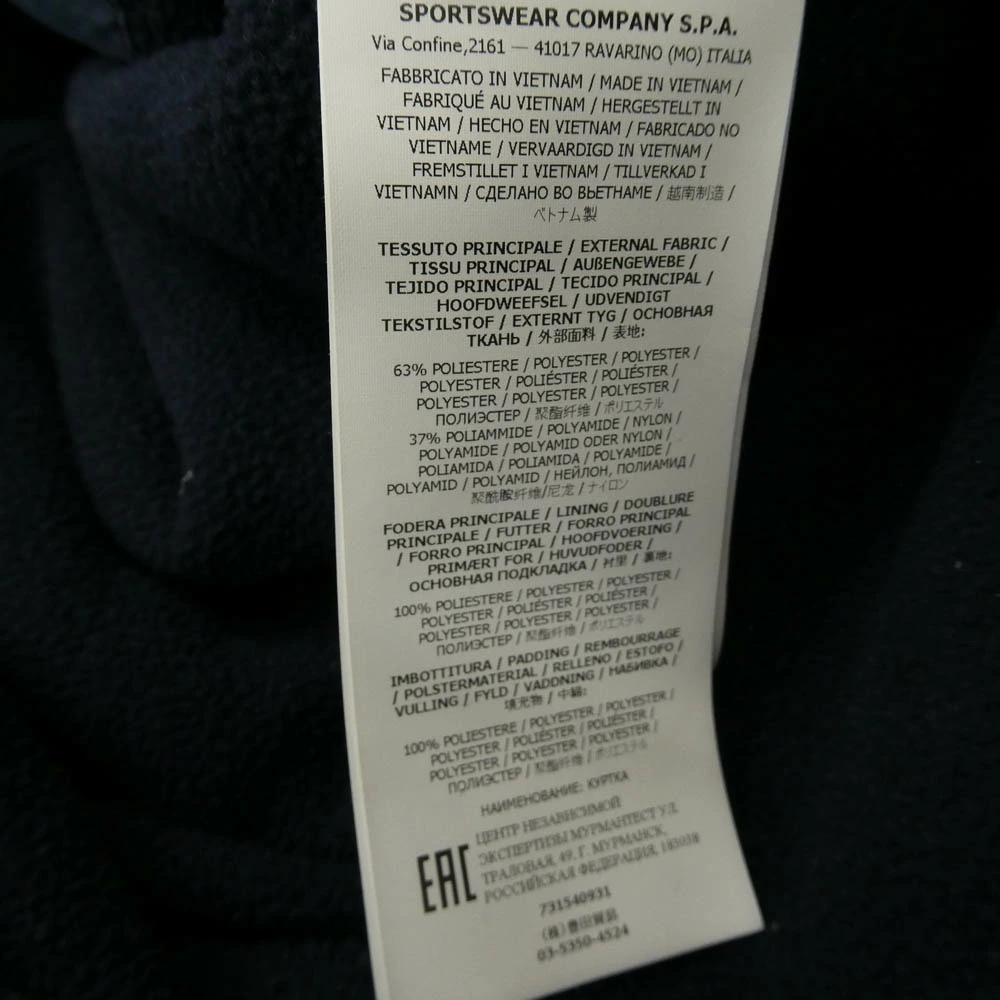 SPORTSWEAR COMPANY S.P.A.
Via Confine,2161 — 41017 RAVARINO (MO) ITALIA
FABBRICATO IN VIETNAM / MADE IN VIETNAM /
FABRIQUÉ AU VIETNAM / HERGESTELLT IN
VIETNAM / HECHO EN VIETNAM / FABRICADO NO
VIETNAME / VERVAARDIGD IN VIETNAM /
FREMSTILLET I VIETNAM / TILLVERKAD I
VIETNAMN / СДЕЛАНО ВО ВЬЕТНАМЕ / 越南制造 /
ベトナム製
TESSUTO PRINCIPALE / EXTERNAL FABRIC /
TISSU PRINCIPAL / AUßENGEWEBE /
TEJIDO PRINCIPAL / TECIDO PRINCIPAL /
HOOFDWEEFSEL / UDVENDIGT
TEKSTILSTOF / EXTERNT TYG / ОСНОВНАЯ
ТКАНЬ / 外部面料 / 表地:
63% POLIESTERE / POLYESTER / POLYESTER /
POLYESTER / POLIÉSTER / POLIÉSTER /
POLYESTER / POLYESTER / POLYESTER /
ПОЛИЭСТЕР / 聚酯纤维 / ポリエステル
37% POLIAMMIDE / POLYAMIDE / NYLON /
POLYAMIDE / POLYAMID ODER NYLON /
POLIAMIDA / POLIAMIDA / POLYAMIDE /
POLYAMID / POLYAMID / НЕЙЛОН, ПОЛИАМИД /
聚酰胺纤维/尼龙 / ナイロン
FODERA PRINCIPALE / LINING / DOUBLURE
PRINCIPALE / FUTTER / FORRO PRINCIPAL
/ FORRO PRINCIPAL / HOOFDVOERING /
PRIMÆRT FOR / HUVUDFODER /
ОСНОВНАЯ ПОДКЛАДКА / 衬里 / 裏地:
100% POLIESTERE / POLYESTER / POLYESTER /
POLYESTER / POLIÉSTER / POLIÉSTER /
POLYESTER / POLYESTER / POLYESTER /
ПОЛИЭСТЕР / 聚酯纤维 / ポリエステル
IMBOTTITURA / PADDING / REMBOURRAGE
/ POLSTERMATERIAL / RELLENO / ESTOFO /
VULLING / FYLD / VADDNING / НАБИВКА /
填充物 / 中綿:
100% POLIESTERE / POLYESTER / POLYESTER /
POLYESTER / POLIÉSTER / POLIÉSTER /
POLYESTER / POLYESTER / POLYESTER /
ПОЛИЭСТЕР / 聚酯纤维 / ポリエステル
НАИМЕНОВАНИЕ: КУРТКА
ЦЕНТР НЕЗАВИСИМОЙ
ЭКСПЕРТИЗЫ МУРМАНТЕСТ УЛ.
EAC ТРАЛОВАЯ, 49, Г. МУРМАНСК,
РОССИЙСКАЯ ФЕДЕРАЦИЯ, 183038
731540931
(株)豊田貿易
03-5350-4524